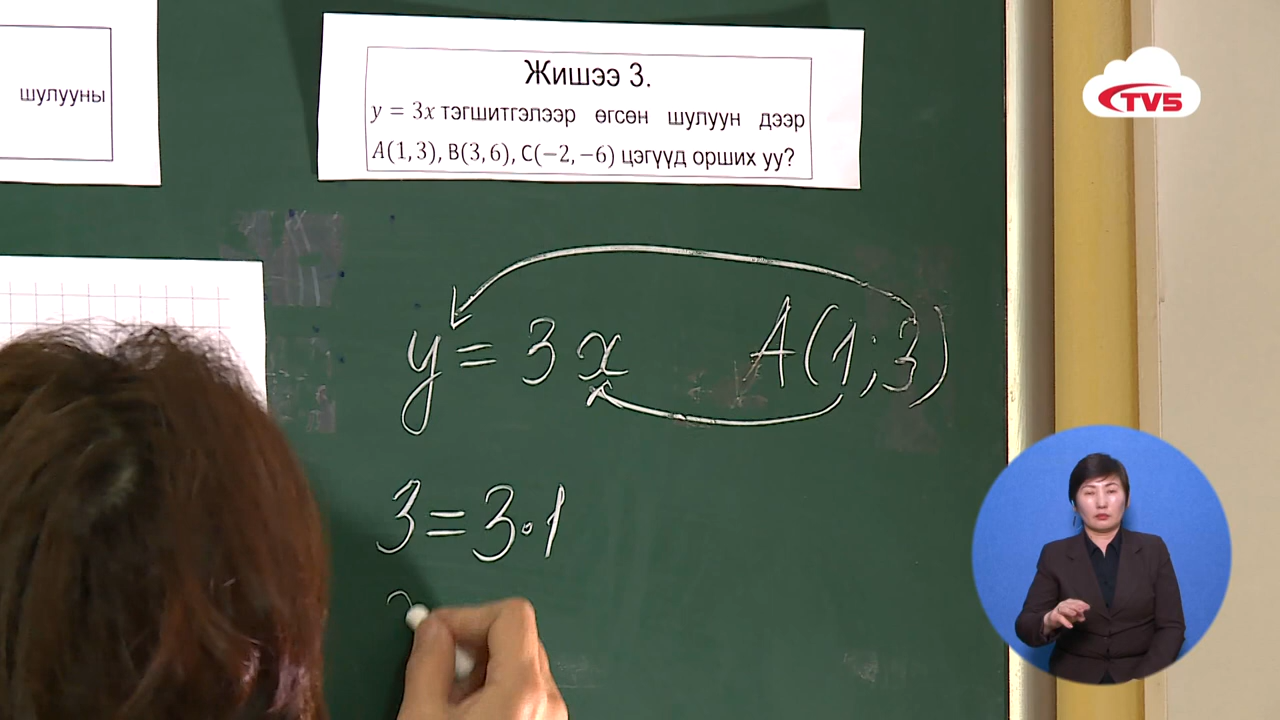 шулууны
Жишээ 3.
y = 3x тэгшитгэлээр өгсөн шулуун дээр
A(1, 3), B(3, 6), C(−2, −6) цэгүүд орших уу?
TV5
y = 3x A(1;3)
3 = 3·1